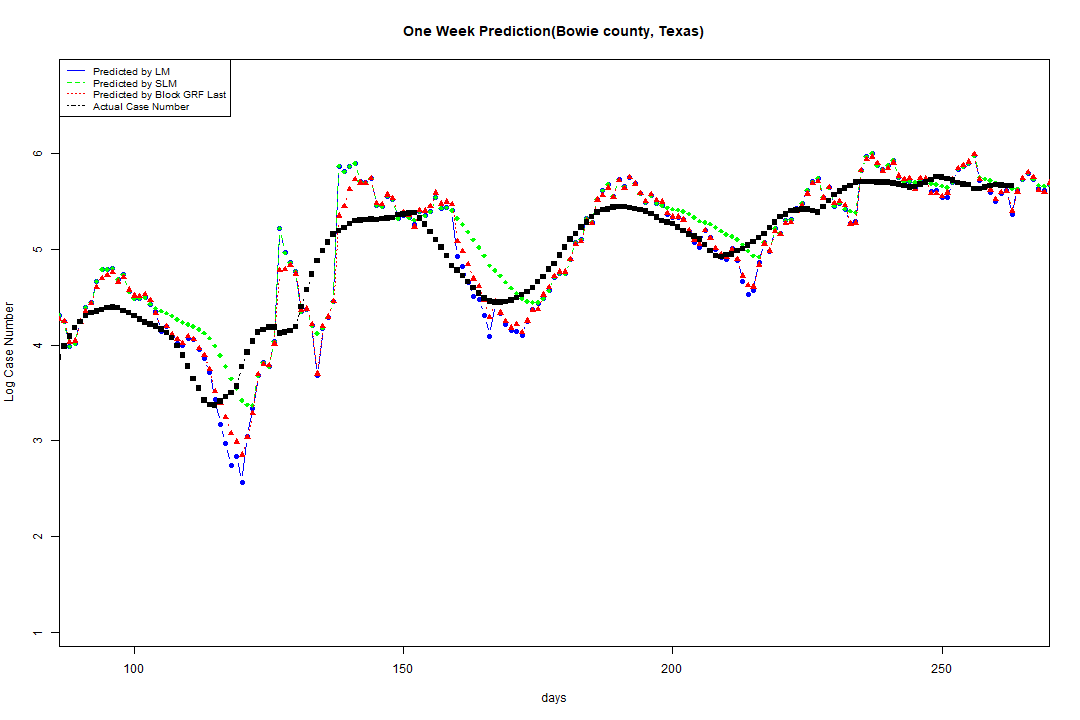 One Week Prediction(Bowie county, Texas)
Predicted by LM
Predicted by SLM
Predicted by Block GRF Last
Actual Case Number
6
5
4
3
2
1
Log Case Number
100 150 200 250
days